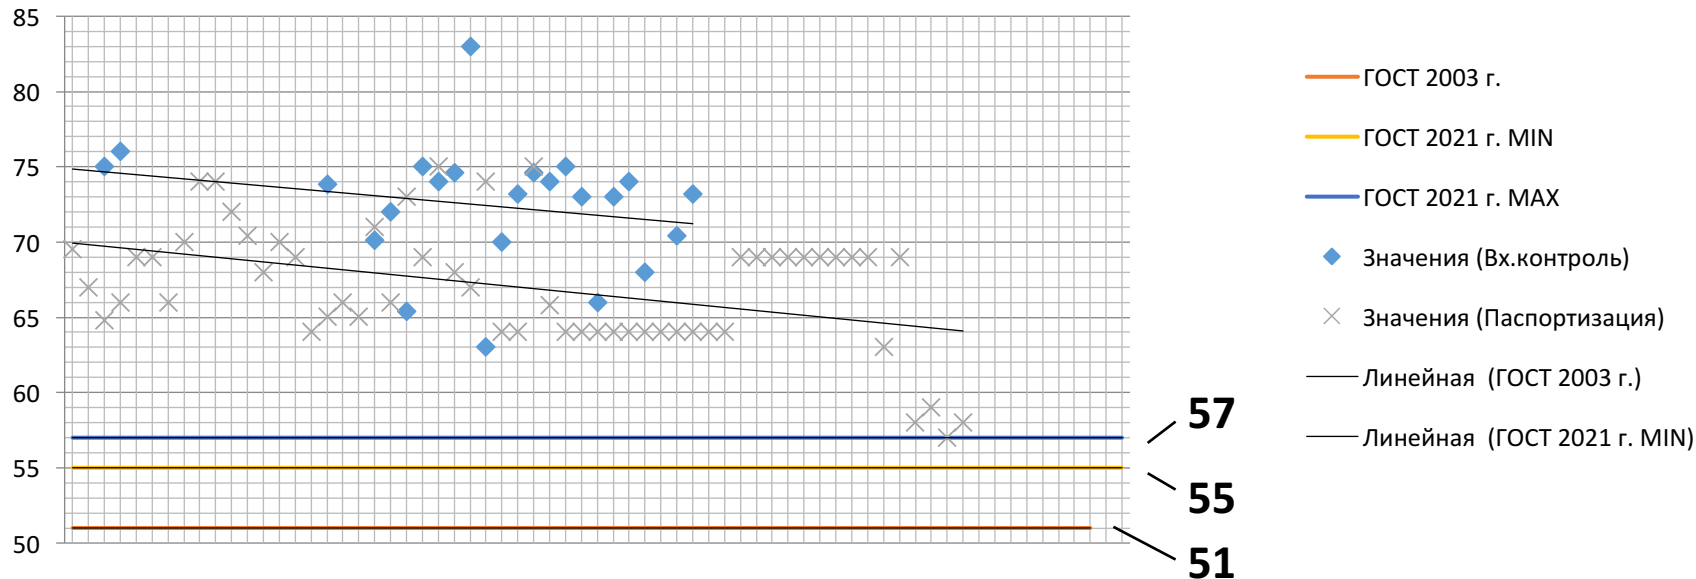 85
80
75
70
65
60
55
50
57
55
51
ГОСТ 2003 г.
ГОСТ 2021 г. MIN
ГОСТ 2021 г. MAX
Значения (Вх.контроль)
Значения (Паспортизация)
Линейная (ГОСТ 2003 г.)
Линейная (ГОСТ 2021 г. MIN)